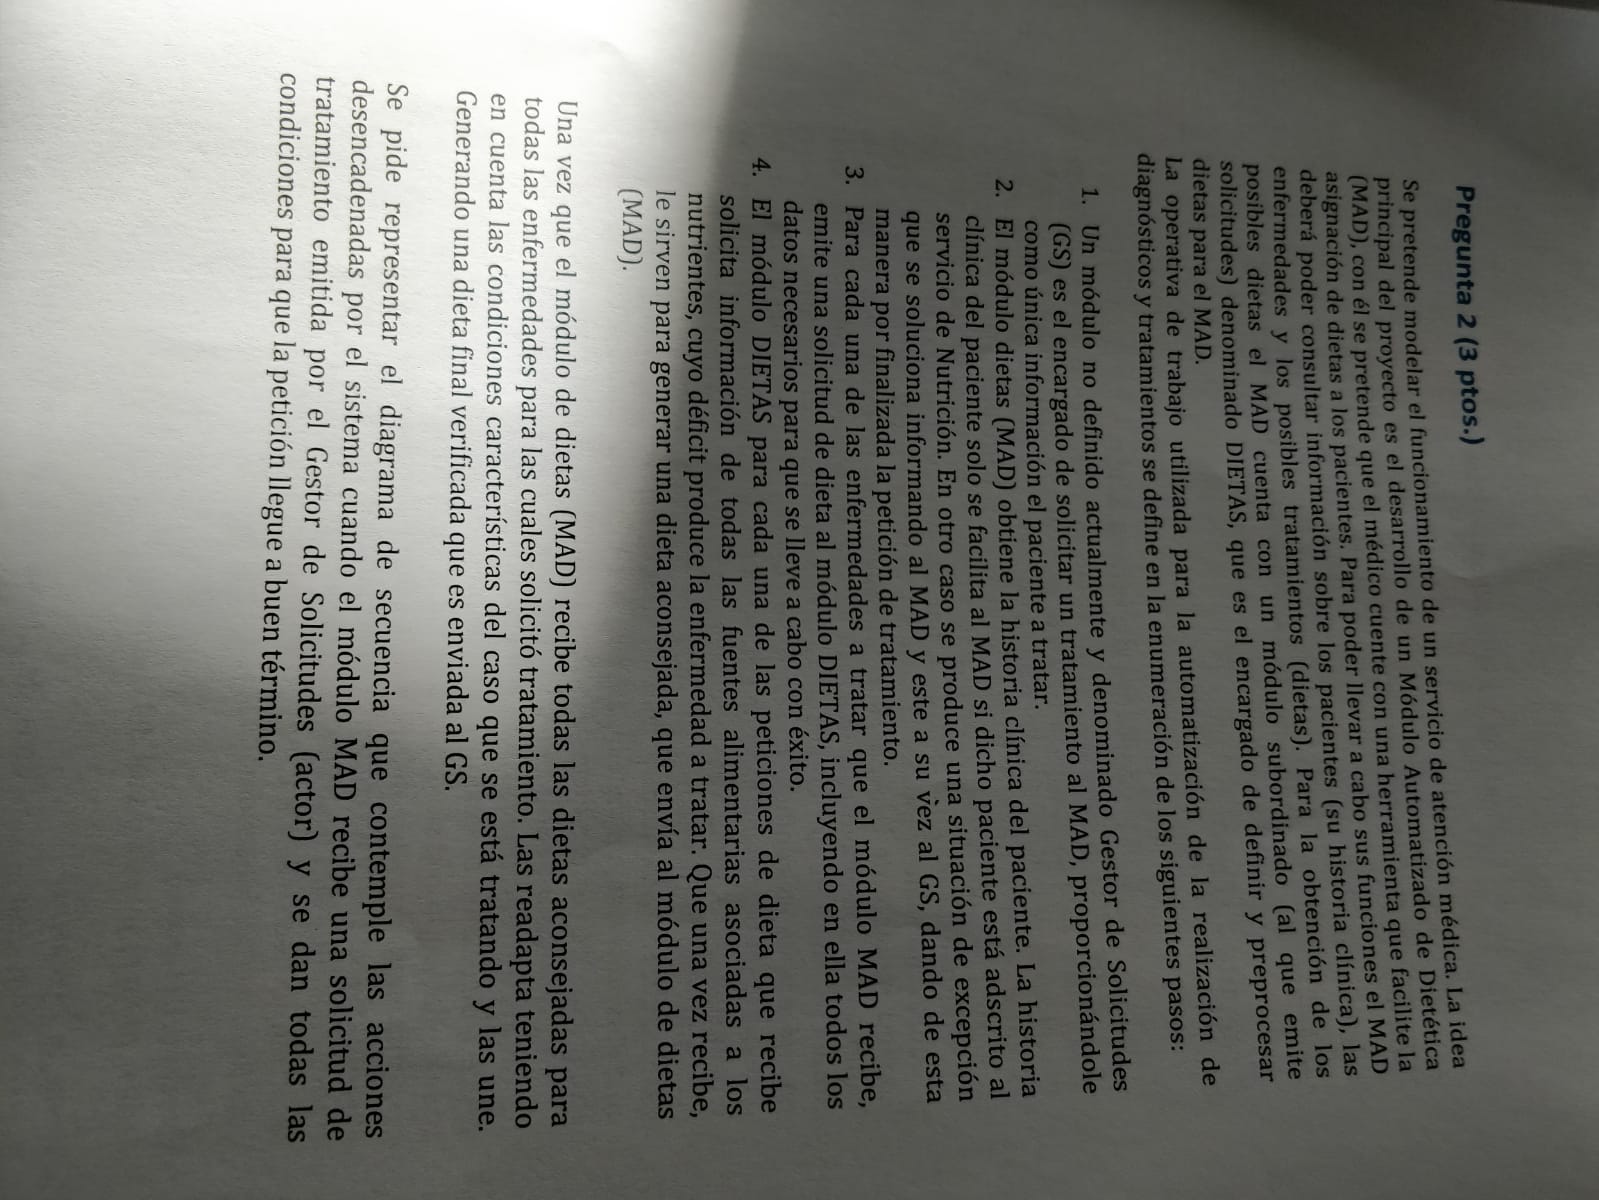 Pregunta 2 (3 ptos.)
Se pretende modelar el funcionamiento de un servicio de atención médica. La idea
principal del proyecto es el desarrollo de un Módulo Automatizado de Dietética
(MAD), con él se pretende que el médico cuente con una herramienta que facilite la
asignación de dietas a los pacientes. Para poder llevar a cabo sus funciones el MAD
deberá poder consultar información sobre los pacientes (su historia clínica), las
enfermedades y los posibles tratamientos (dietas). Para la obtención de los
posibles dietas el MAD cuenta con un módulo subordinado (al que emite
solicitudes) denominado DIETAS, que es el encargado de definir y preprocesar
dietas para el MAD.
La operativa de trabajo utilizada para la automatización de la realización de
diagnósticos y tratamientos se define en la enumeración de los siguientes pasos:
1. Un módulo no definido actualmente y denominado Gestor de Solicitudes
(GS) es el encargado de solicitar un tratamiento al MAD, proporcionándole
como única información el paciente a tratar.
2. El módulo dietas (MAD) obtiene la historia clínica del paciente. La historia
clínica del paciente solo se facilita al MAD si dicho paciente está adscrito al
servicio de Nutrición. En otro caso se produce una situación de excepción
que se soluciona informando al MAD y este a su vez al GS, dando de esta
manera por finalizada la petición de tratamiento.
3. Para cada una de las enfermedades a tratar que el módulo MAD recibe,
emite una solicitud de dieta al módulo DIETAS, incluyendo en ella todos los
datos necesarios para que se lleve a cabo con éxito.
4. El módulo DIETAS para cada una de las peticiones de dieta que recibe
solicita información de todas las fuentes alimentarias asociadas a los
nutrientes, cuyo déficit produce la enfermedad a tratar. Que una vez recibe,
le sirven para generar una dieta aconsejada, que envía al módulo de dietas
(MAD).
Una vez que el módulo de dietas (MAD) recibe todas las dietas aconsejadas para
todas las enfermedades para las cuales solicitó tratamiento. Las readapta teniendo
en cuenta las condiciones características del caso que se está tratando y las une.
Generando una dieta final verificada que es enviada al GS.
Se pide representar el diagrama de secuencia que contemple las acciones
desencadenadas por el sistema cuando el módulo MAD recibe una solicitud de
tratamiento emitida por el Gestor de Solicitudes (actor) y se dan todas las
condiciones para que la petición llegue a buen término.